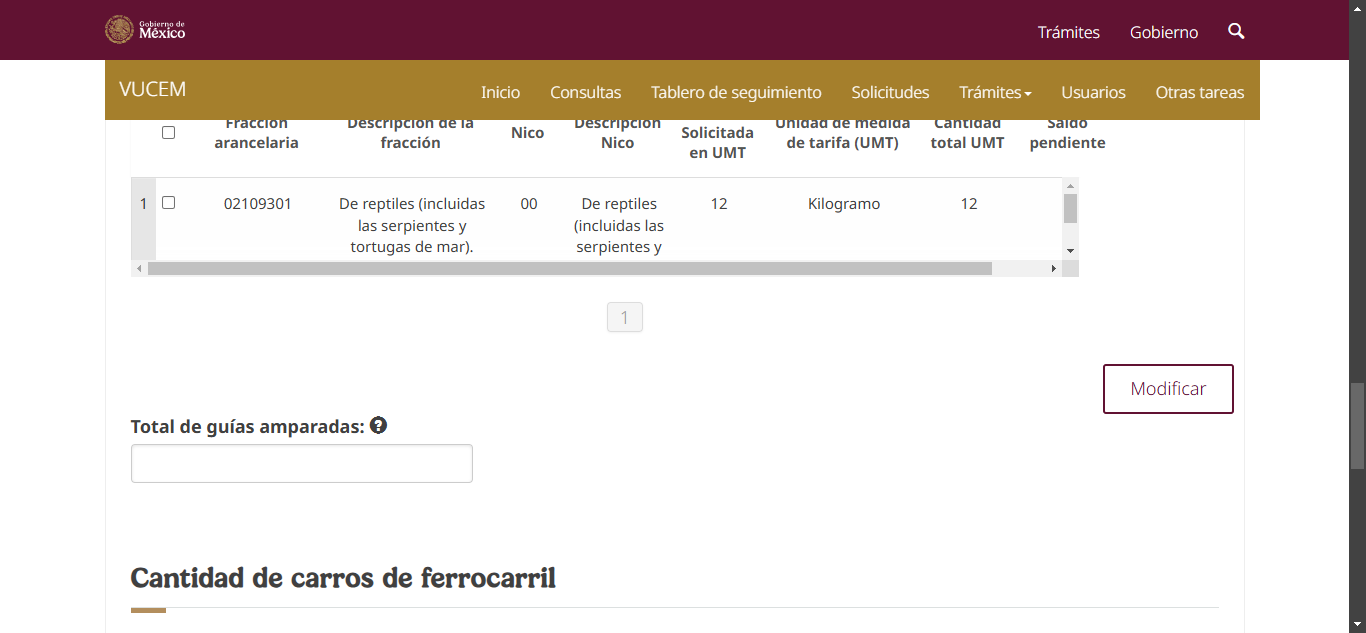 Gobierno de
México
Trámites
Gobierno
VUCEM
Inicio
Consultas
Tablero de seguimiento
Solicitudes
Trámites
Usuarios
Otras tareas
Fracción
arancelaria
Descripción de la
fracción
Nico
Descripción
Nico
Solicitada
en UMT
Unidad de medida
de tarifa (UMT)
Cantidad
total UMT
Saldo
pendiente
1
02109301
De reptiles (incluidas
las serpientes y
tortugas de mar).
00
De reptiles
(incluidas las
serpientes y
12
Kilogramo
12
1
Modificar
Total de guías amparadas:
Cantidad de carros de ferrocarril